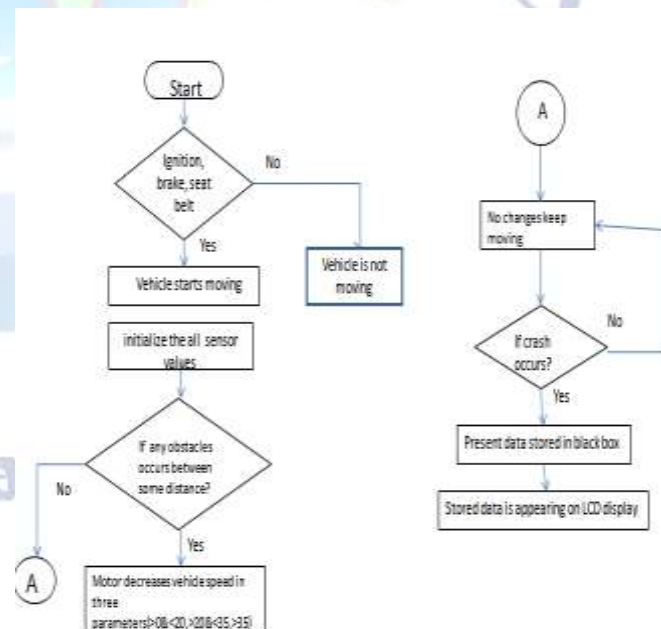 Start
Ignition,
brake, seat
belt
No
Yes
Vehicle starts moving
Vehicle is not
moving
initialize the all sensor
values
If any obstacles
occurs between
some distance?
No
Yes
A
Motor decreases vehicle speed in
three
parameters(>0&<20,>20&<35,>35)
A
No changes keep
moving
If crash
occurs?
No
Yes
Present data stored in black box
Stored data is appearing on LCD display